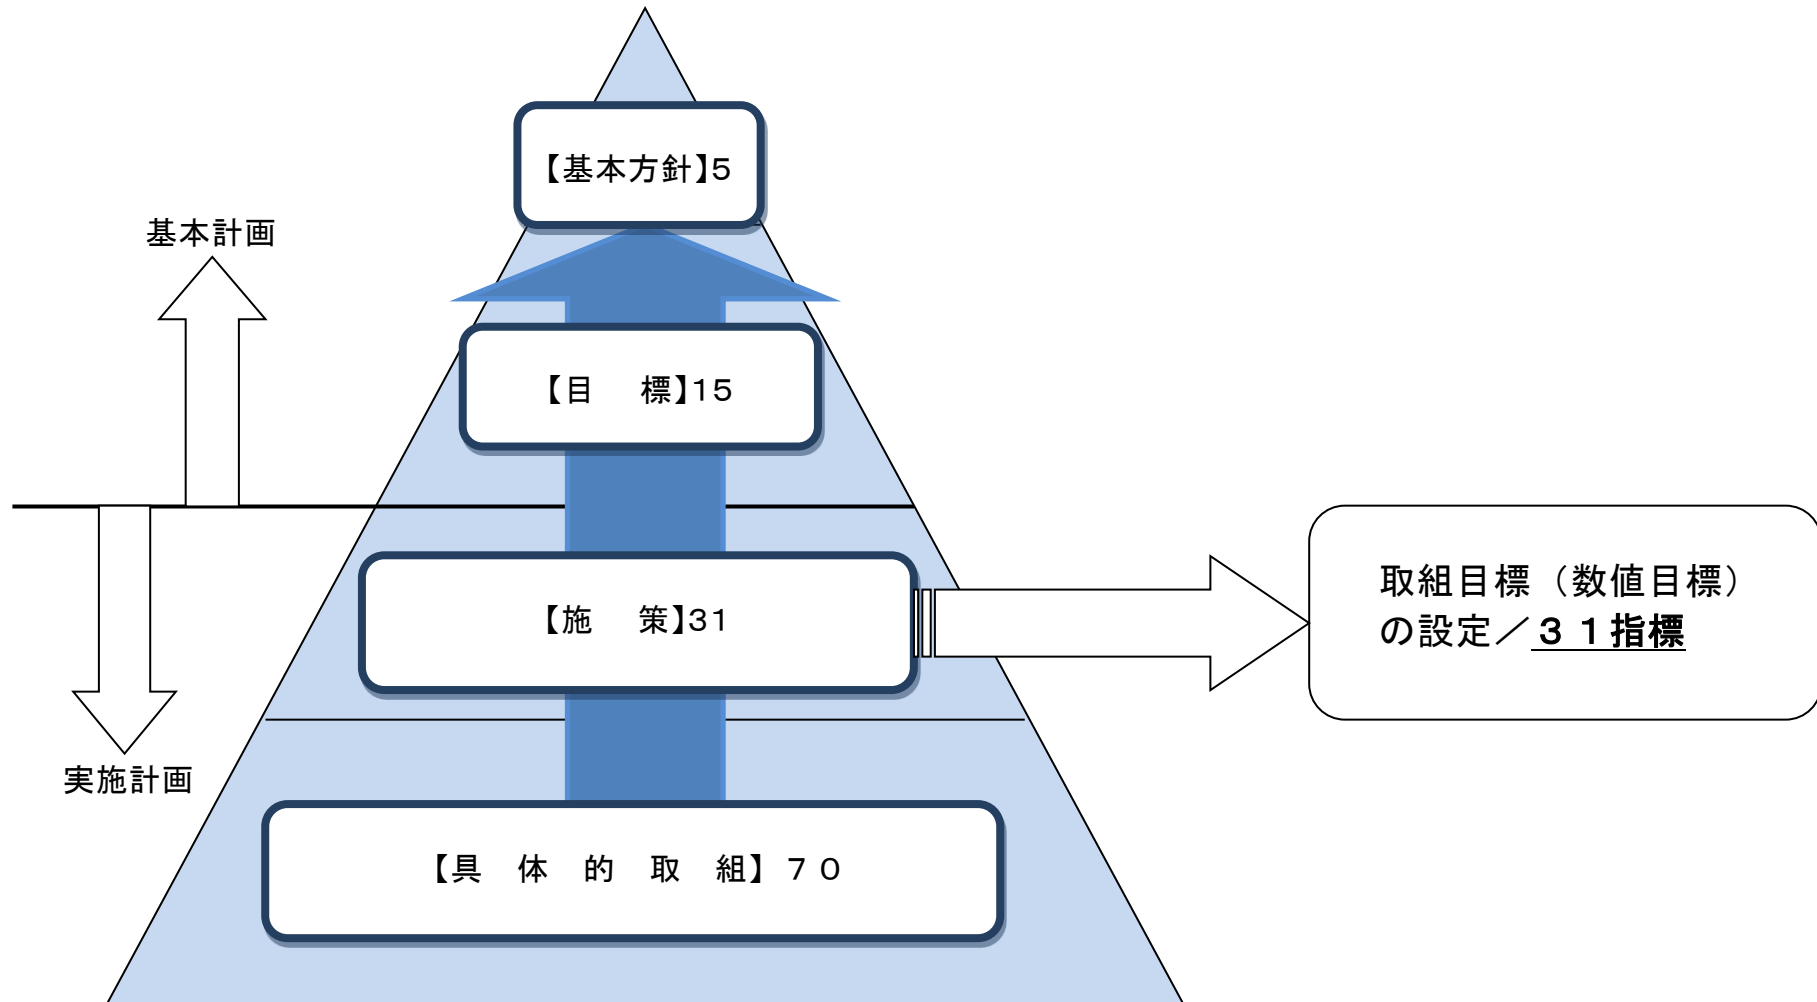 【基本方針】5
基本計画
【目　標】15
【施　策】31
取組目標（数値目標）
の設定／３１指標
実施計画
【具　体　的　取　組】７０